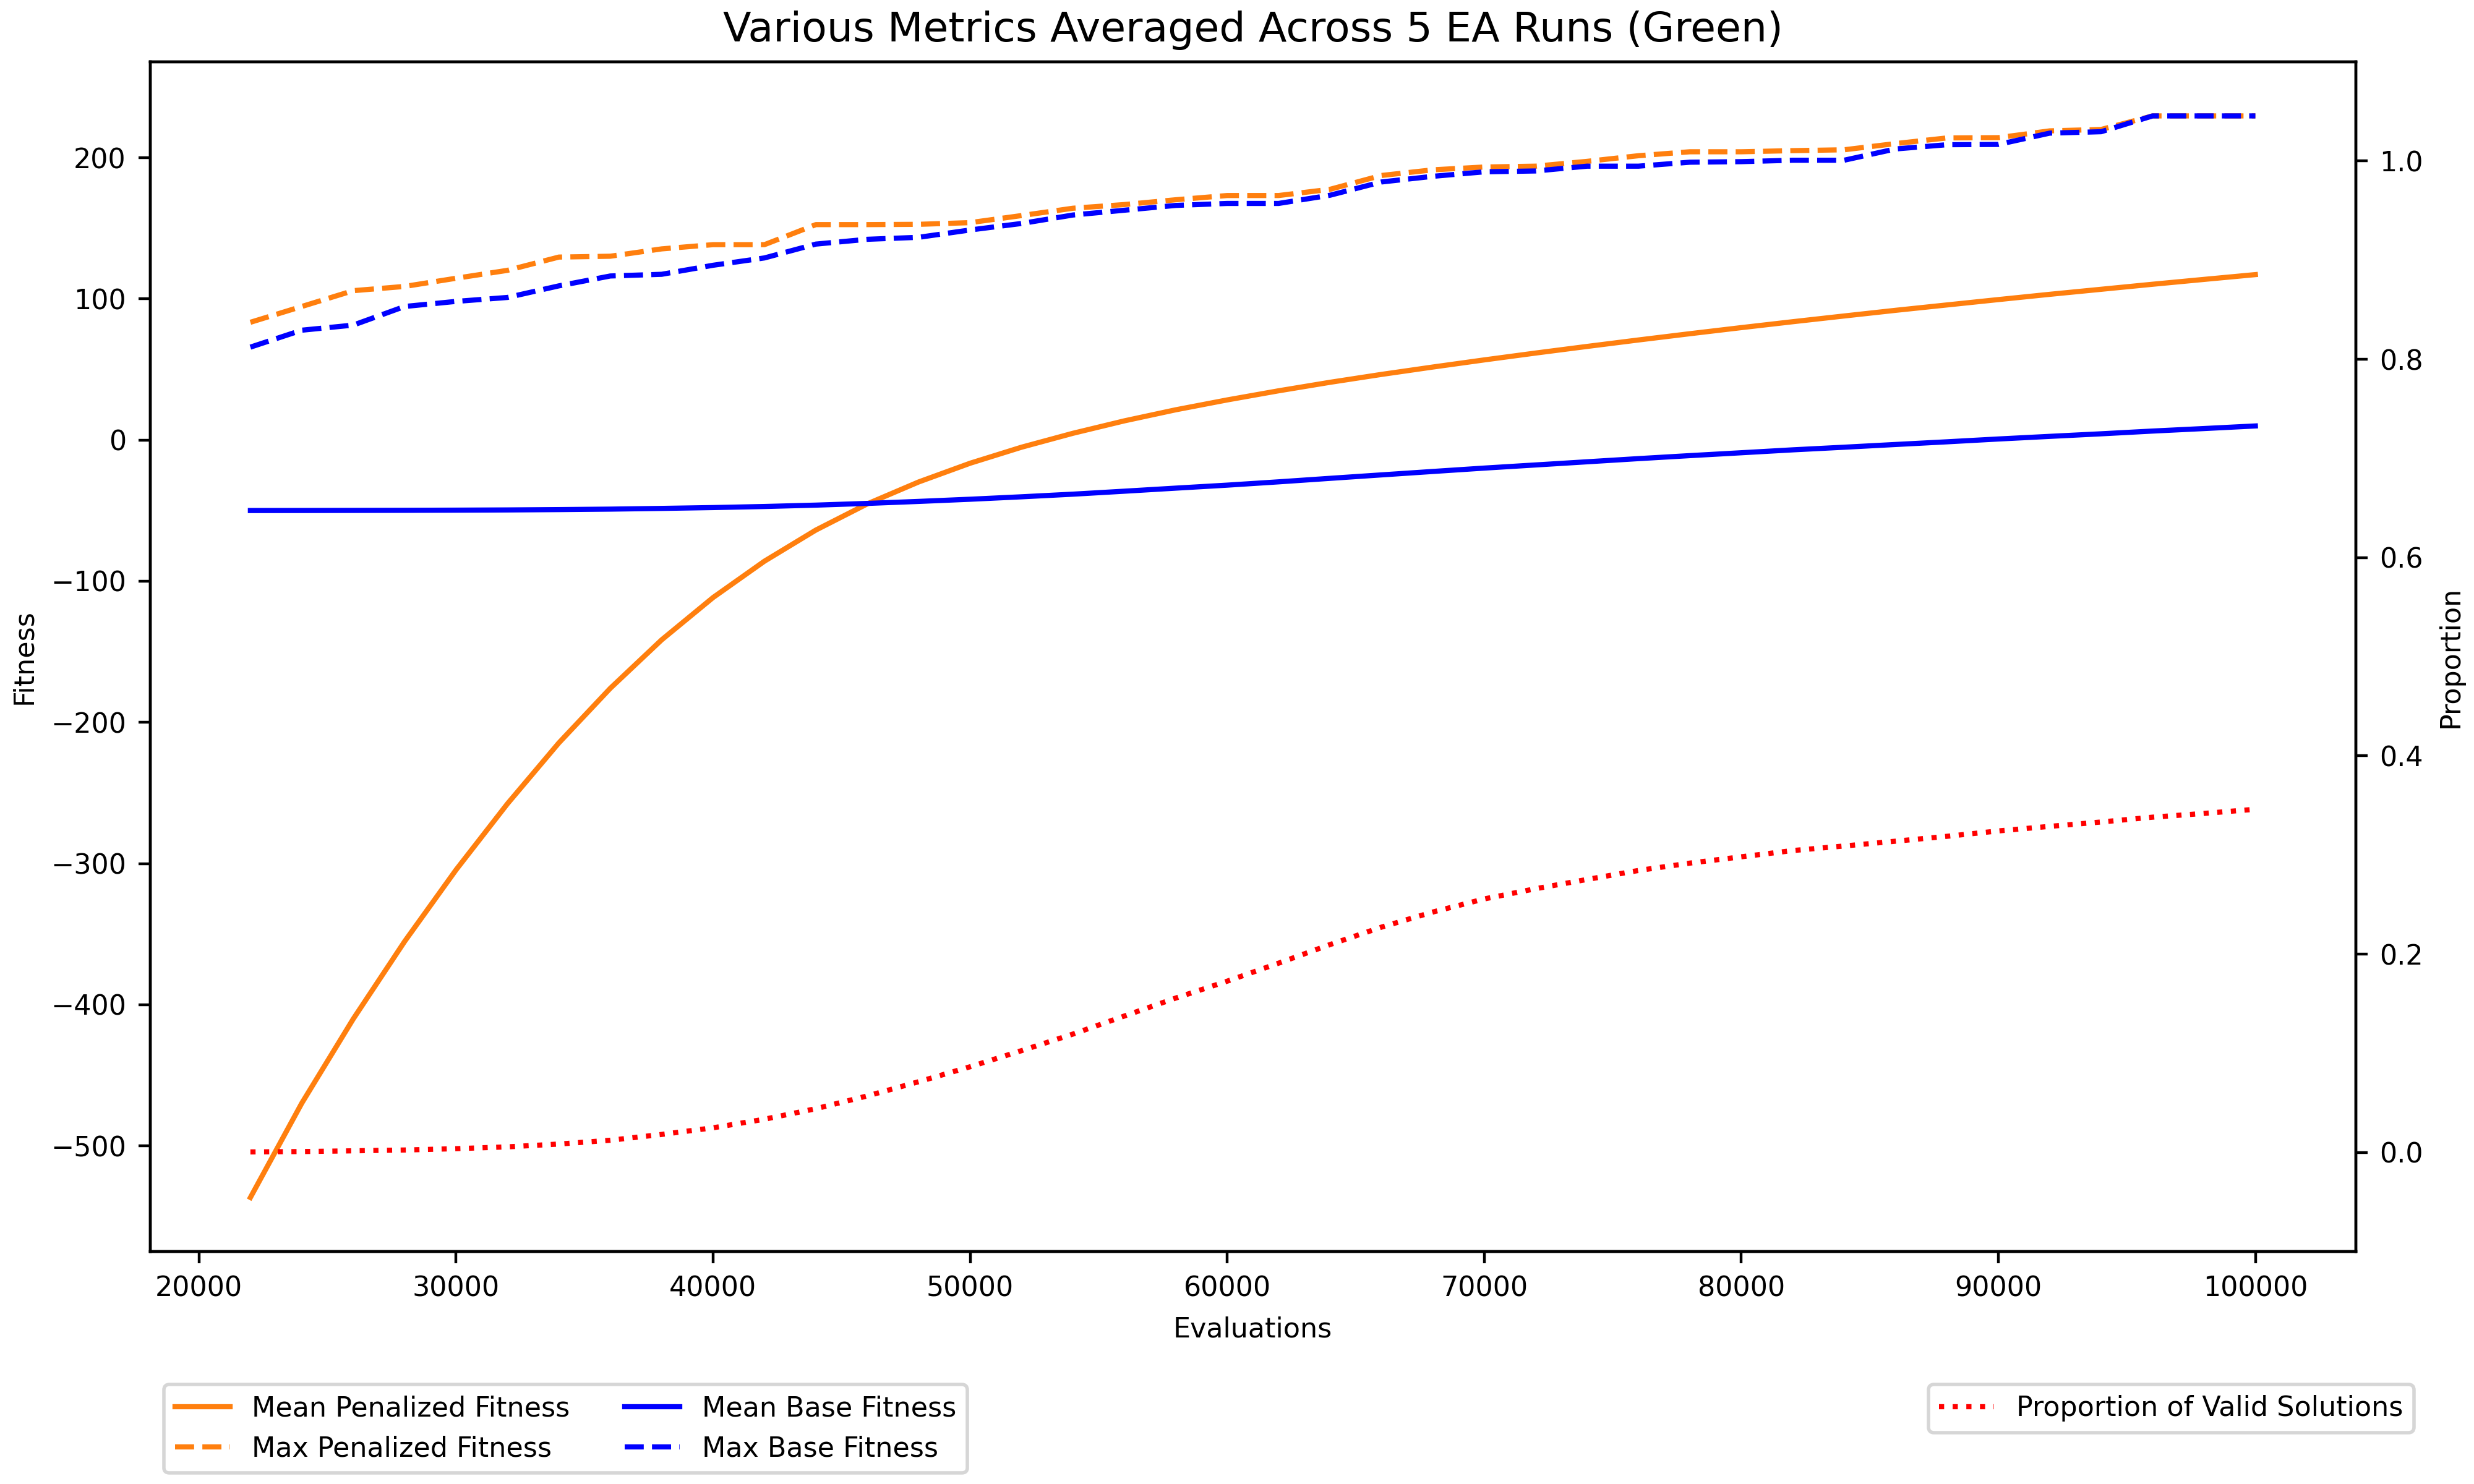 Various Metrics Averaged Across 5 EA Runs (Green)
Fitness
200
100
0
−100
−200
−300
−400
−500
1.0
0.8
0.6
0.4
0.2
0.0
Proportion
20000 30000 40000 50000 60000 70000 80000 90000 100000
Evaluations
Mean Penalized Fitness
Max Penalized Fitness
Mean Base Fitness
Max Base Fitness
Proportion of Valid Solutions